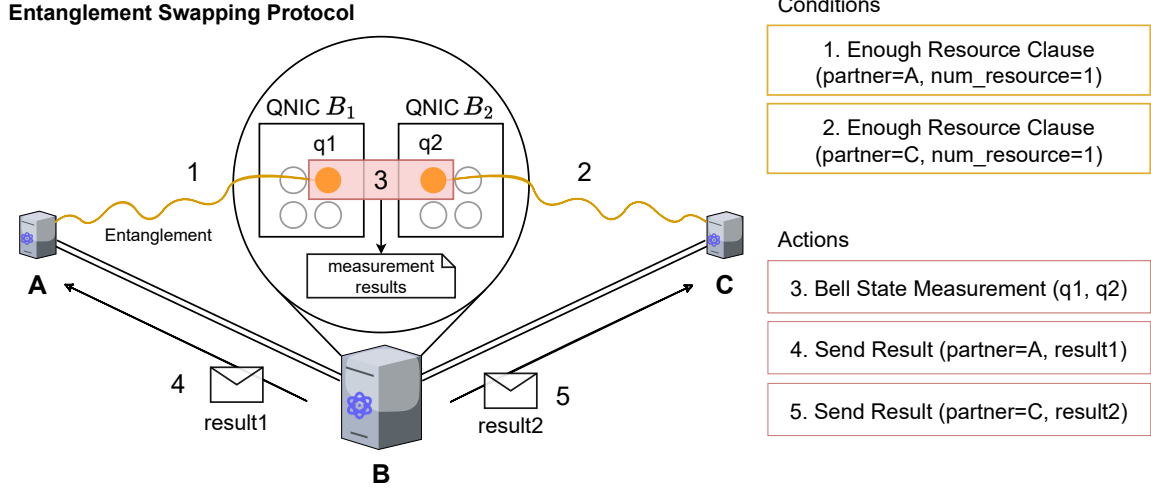 Entanglement Swapping Protocol
QNIC B₁
QNIC B₂
q1
q2
1
3
2
Entanglement
measurement
results
A
C
4
5
result1
result2
B
Conditions
1. Enough Resource Clause
(partner=A, num_resource=1)
2. Enough Resource Clause
(partner=C, num_resource=1)
Actions
3. Bell State Measurement (q1, q2)
4. Send Result (partner=A, result1)
5. Send Result (partner=C, result2)